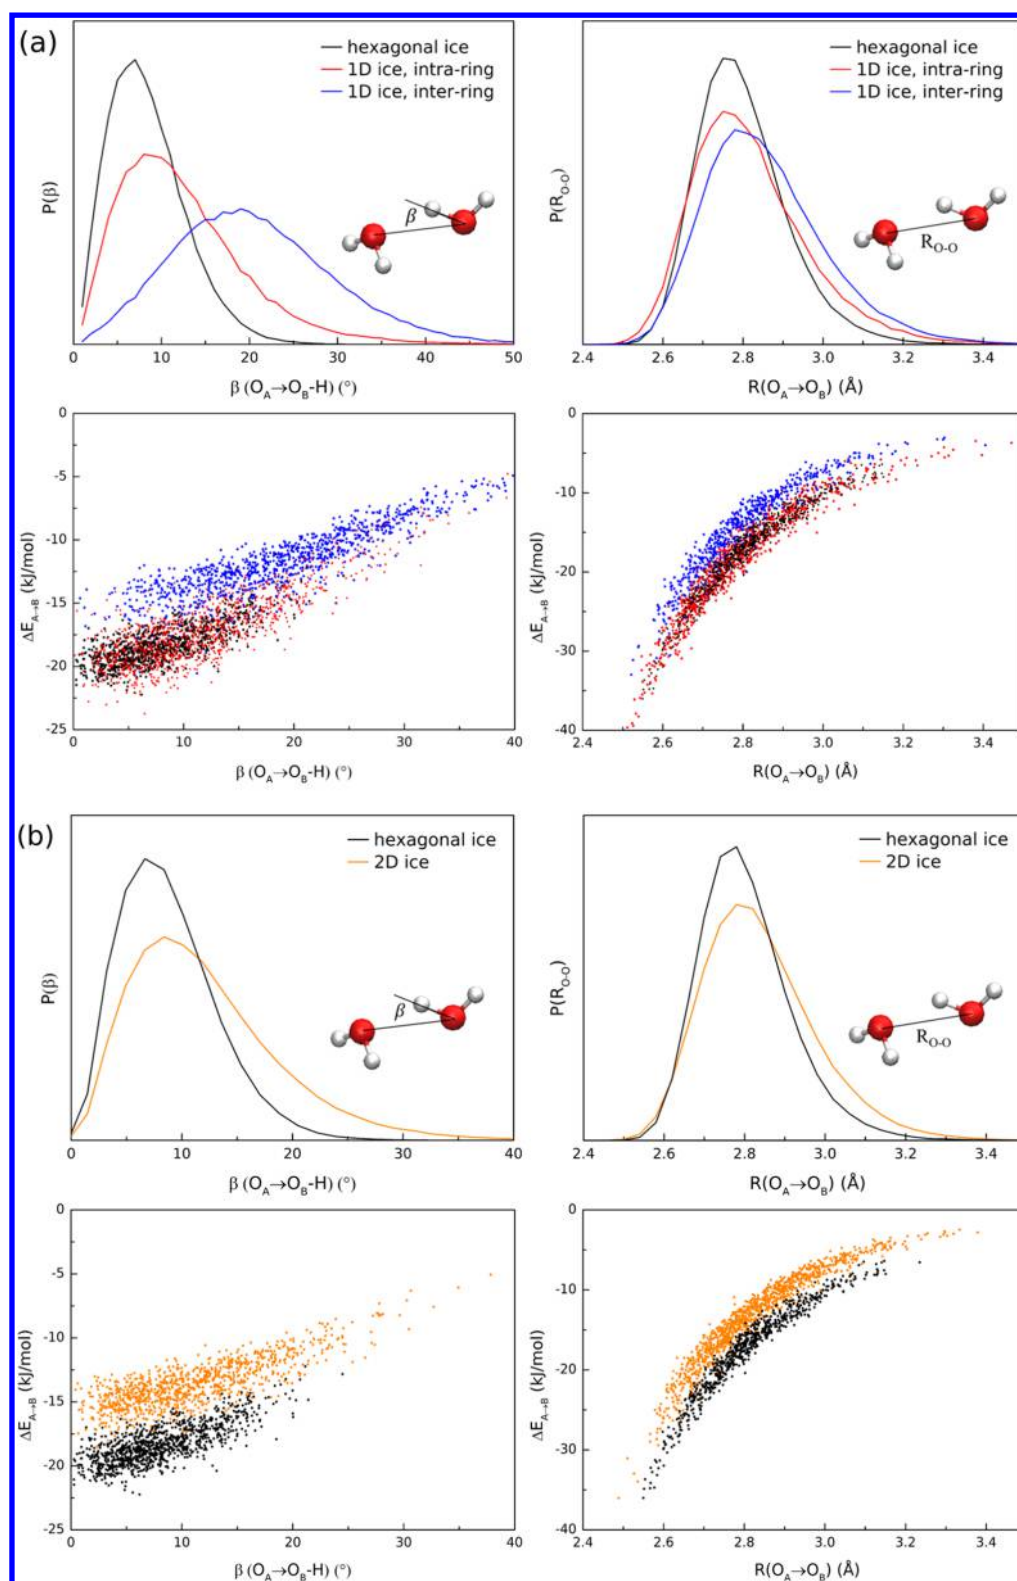 (a)
hexagonal ice
1D ice, intra-ring
1D ice, inter-ring
P(β)
β
0 10 20 30 40 50
β (O_A→O_B-H) (°)
hexagonal ice
1D ice, intra-ring
1D ice, inter-ring
P(R_O-O)
R_O-O
2.4 2.6 2.8 3.0 3.2 3.4
R(O_A→O_B) (Å)
0
-5
-10
-15
-20
-25
ΔE_A→B (kJ/mol)
0 10 20 30 40
β (O_A→O_B-H) (°)
0
-10
-20
-30
-40
ΔE_A→B (kJ/mol)
2.4 2.6 2.8 3.0 3.2 3.4
R(O_A→O_B) (Å)
(b)
hexagonal ice
2D ice
P(β)
β
0 10 20 30 40
β (O_A→O_B-H) (°)
hexagonal ice
2D ice
P(R_O-O)
R_O-O
2.4 2.6 2.8 3.0 3.2 3.4
R(O_A→O_B) (Å)
0
-5
-10
-15
-20
-25
ΔE_A→B (kJ/mol)
0 10 20 30 40
β (O_A→O_B-H) (°)
0
-10
-20
-30
-40
ΔE_A→B (kJ/mol)
2.4 2.6 2.8 3.0 3.2 3.4
R(O_A→O_B) (Å)